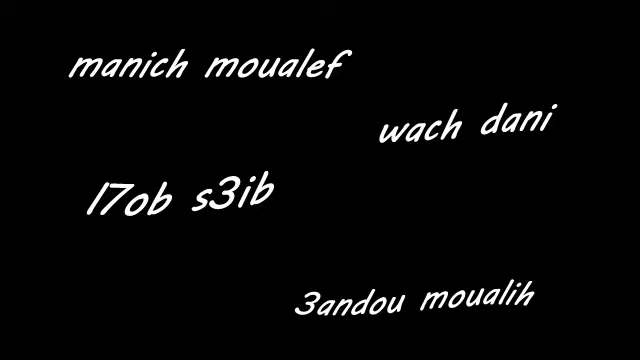 manich moualef
wach dani
l7ob s3ib
3andou moualih